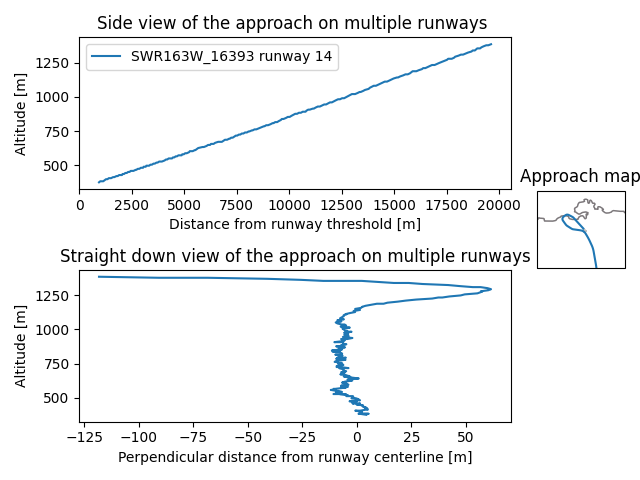 Side view of the approach on multiple runways
SWR163W_16393 runway 14
Altitude [m]
1250
1000
750
500
0 2500 5000 7500 10000 12500 15000 17500 20000
Distance from runway threshold [m]
Approach map
Straight down view of the approach on multiple runways
Altitude [m]
1250
1000
750
500
−125 −100 −75 −50 −25 0 25 50
Perpendicular distance from runway centerline [m]